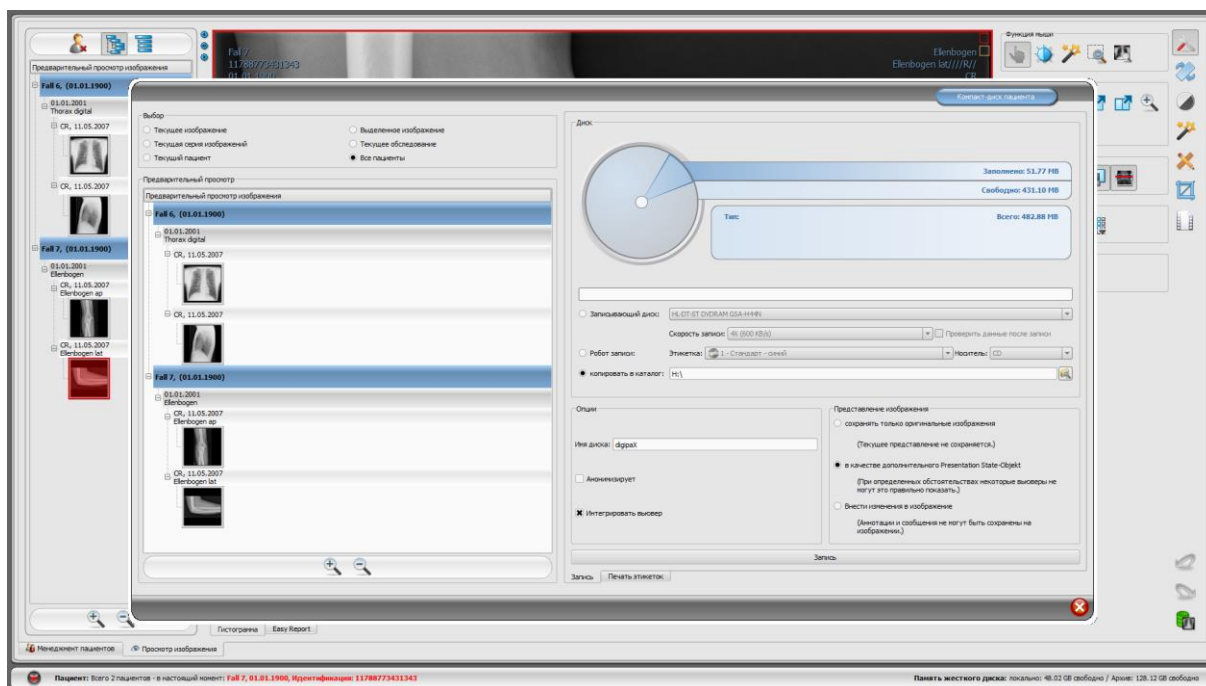 Функция мыши
Предварительный просмотр изображения
Fall 6, (01.01.1900)
01.01.2001
Thorax digital
CR, 11.05.2007
CR, 11.05.2007
Fall 7, (01.01.1900)
01.01.2001
Ellenbogen
CR, 11.05.2007
Ellenbogen ap
CR, 11.05.2007
Ellenbogen lat
Fall 7
11788773431343
01.01.2001
Ellenbogen
Ellenbogen lat////R//
CR
Компакт-диск пациента
Выбор
Текущее изображение
Выделенное изображение
Текущая серия изображений
Текущее обследование
Текущий пациент
Все пациенты
Предварительный просмотр
Предварительный просмотр изображения
Fall 6, (01.01.1900)
01.01.2001
Thorax digital
CR, 11.05.2007
CR, 11.05.2007
Fall 7, (01.01.1900)
01.01.2001
Ellenbogen
CR, 11.05.2007
Ellenbogen ap
CR, 11.05.2007
Ellenbogen lat
Диск
Заполнено: 51.77 MB
Свободно: 431.10 MB
Тип: Всего: 482.88 MB
Записывающий диск: HL-DT-ST DVDRAM GSA-H44N
Скорость записи: 4X (600 KB/s) Проверить данные после записи
Робот записи: Этикетка: 1 - Стандарт - синий Носитель: CD
копировать в каталог: H:\
Опции
Имя диска: digipaX
Анонимизирует
Интегрировать вьювер
Представление изображения
сохранять только оригинальные изображения
(Текущее представление не сохраняется.)
в качестве дополнительного Presentation State-Objekt
(При определенных обстоятельствах некоторые вьюверы не
могут это правильно показать.)
Внести изменения в изображение
(Аннотации и сообщения не могут быть сохранены на
изображении.)
Запись
Запись Печать этикеток
Гистограмма Easy Report
Менеджмент пациентов Просмотр изображения
Пациент: Всего 2 пациентов - в настоящий момент: Fall 7, 01.01.1900, Идентификация: 11788773431343
Память жесткого диска: локально: 48.02 GB свободно / Архив: 128.12 GB свободно